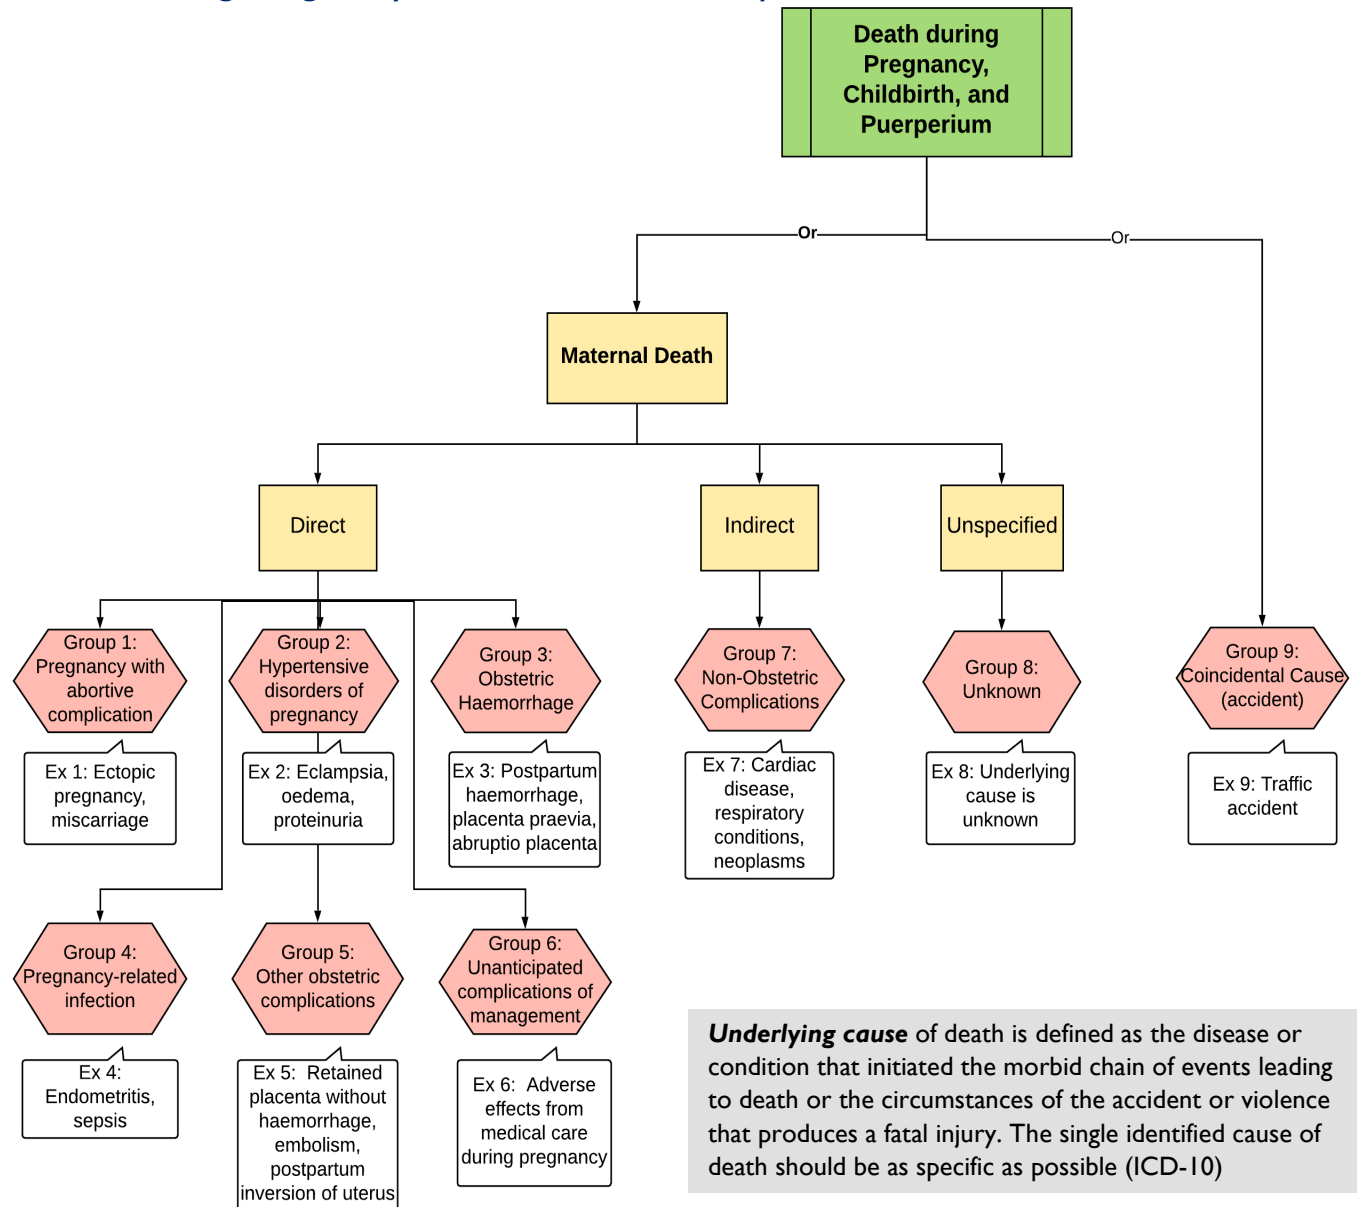 Death during
Pregnancy,
Childbirth, and
Puerperium
Or
Or
Maternal Death
Direct
Indirect
Unspecified
Group 1:
Pregnancy with
abortive
complication
Group 2:
Hypertensive
disorders of
pregnancy
Group 3:
Obstetric
Haemorrhage
Group 7:
Non-Obstetric
Complications
Group 8:
Unknown
Group 9:
Coincidental Cause
(accident)
Ex 1: Ectopic
pregnancy,
miscarriage
Ex 2: Eclampsia,
oedema,
proteinuria
Ex 3: Postpartum
haemorrhage,
placenta praevia,
abruptio placenta
Ex 7: Cardiac
disease,
respiratory
conditions,
neoplasms
Ex 8: Underlying
cause is
unknown
Ex 9: Traffic
accident
Group 4:
Pregnancy-related
infection
Group 5:
Other obstetric
complications
Group 6:
Unanticipated
complications of
management
Ex 4:
Endometritis,
sepsis
Ex 5: Retained
placenta without
haemorrhage,
embolism,
postpartum
inversion of uterus
Ex 6: Adverse
effects from
medical care
during pregnancy
Underlying cause of death is defined as the disease or
condition that initiated the morbid chain of events leading
to death or the circumstances of the accident or violence
that produces a fatal injury. The single identified cause of
death should be as specific as possible (ICD-10)